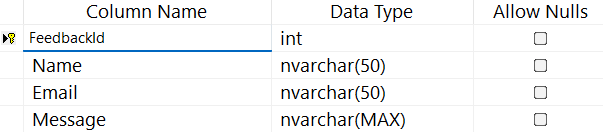 Column Name Data Type Allow Nulls
FeedbackId int
Name nvarchar(50)
Email nvarchar(50)
Message nvarchar(MAX)